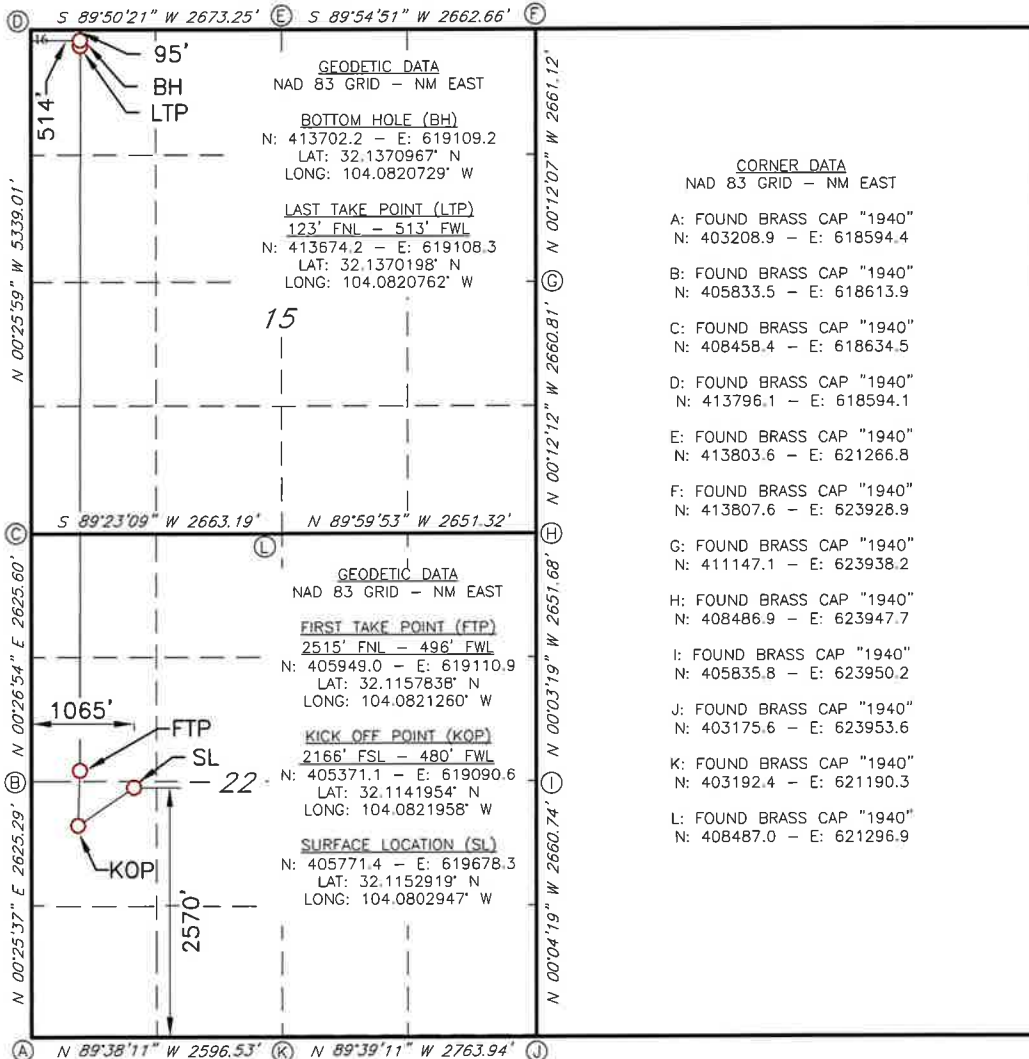 D S 89°50'21" W 2673.25' E S 89°54'51" W 2662.66' F
16
95'
BH
LTP
514'
GEODETIC DATA
NAD 83 GRID – NM EAST
BOTTOM HOLE (BH)
N: 413702.2 – E: 619109.2
LAT: 32.1370967° N
LONG: 104.0820729° W
LAST TAKE POINT (LTP)
123' FNL – 513' FWL
N: 413674.2 – E: 619108.3
LAT: 32.1370198° N
LONG: 104.0820762° W
15
N 00°25'59" W 5339.01'
N 00°12'07" W 2661.12'
G
N 00°12'12" W 2660.81'
C S 89°23'09" W 2663.19' N 89°59'53" W 2651.32' H
L
GEODETIC DATA
NAD 83 GRID – NM EAST
FIRST TAKE POINT (FTP)
2515' FNL – 496' FWL
N: 405949.0 – E: 619110.9
LAT: 32.1157838° N
LONG: 104.0821260° W
KICK OFF POINT (KOP)
2166' FSL – 480' FWL
N: 405371.1 – E: 619090.6
LAT: 32.1141954° N
LONG: 104.0821958° W
SURFACE LOCATION (SL)
N: 405771.4 – E: 619678.3
LAT: 32.1152919° N
LONG: 104.0802947° W
N 00°26'54" E 2625.60'
1065'
FTP
SL
B
22
I
KOP
2570'
N 00°25'37" E 2625.29'
N 00°03'19" W 2651.68'
N 00°04'19" W 2660.74'
A N 89°38'11" W 2596.53' K N 89°39'11" W 2763.94' J
CORNER DATA
NAD 83 GRID – NM EAST
A: FOUND BRASS CAP "1940"
N: 403208.9 – E: 618594.4
B: FOUND BRASS CAP "1940"
N: 405833.5 – E: 618613.9
C: FOUND BRASS CAP "1940"
N: 408458.4 – E: 618634.5
D: FOUND BRASS CAP "1940"
N: 413796.1 – E: 618594.1
E: FOUND BRASS CAP "1940"
N: 413803.6 – E: 621266.8
F: FOUND BRASS CAP "1940"
N: 413807.6 – E: 623928.9
G: FOUND BRASS CAP "1940"
N: 411147.1 – E: 623938.2
H: FOUND BRASS CAP "1940"
N: 408486.9 – E: 623947.7
I: FOUND BRASS CAP "1940"
N: 405835.8 – E: 623950.2
J: FOUND BRASS CAP "1940"
N: 403175.6 – E: 623953.6
K: FOUND BRASS CAP "1940"
N: 403192.4 – E: 621190.3
L: FOUND BRASS CAP "1940"
N: 408487.0 – E: 621296.9